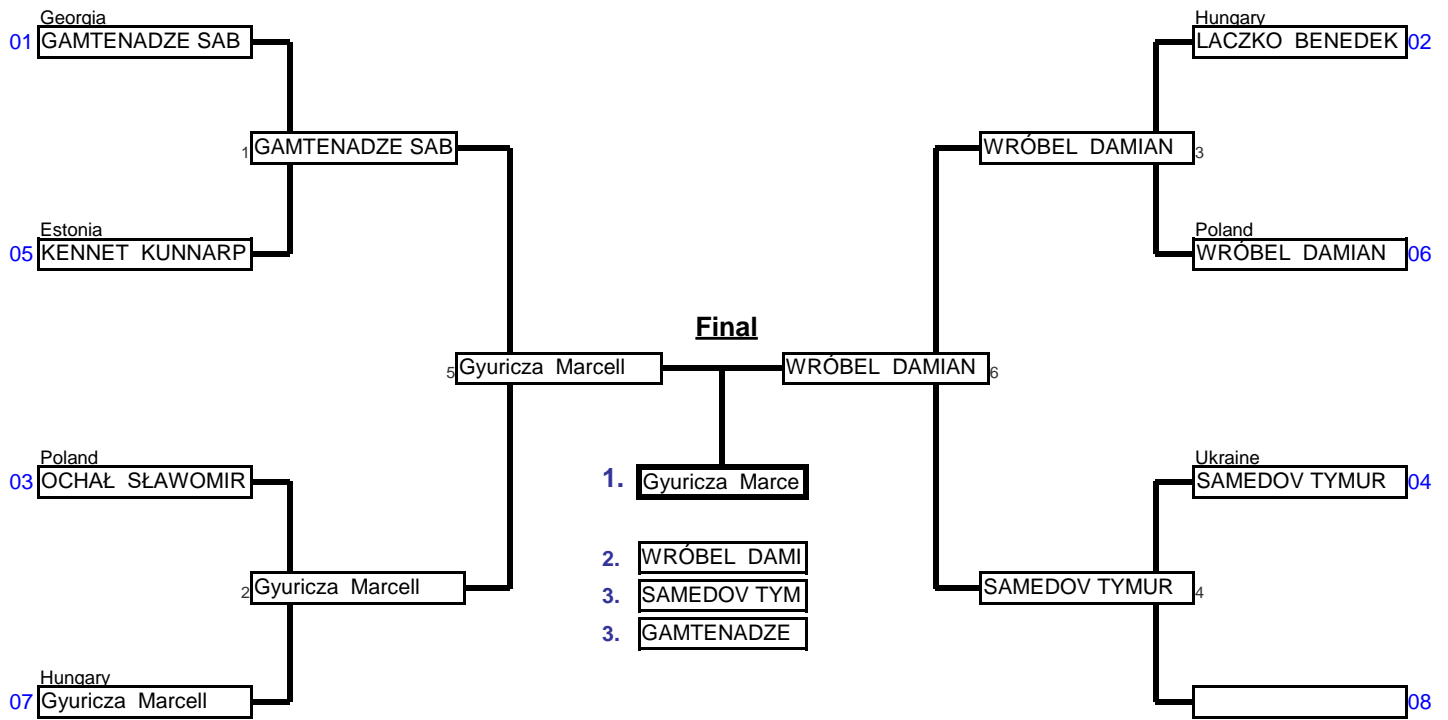 Georgia
01 GAMTENADZE SAB
Hungary
LACZKO BENEDEK 02
1 GAMTENADZE SAB
WRÓBEL DAMIAN 3
Estonia
05 KENNET KUNNARP
Poland
WRÓBEL DAMIAN 06
Final
5 Gyuricza Marcell
WRÓBEL DAMIAN 6
Poland
03 OCHAŁ SŁAWOMIR
1. Gyuricza Marce
Ukraine
SAMEDOV TYMUR 04
2. WRÓBEL DAMI
3. SAMEDOV TYM
3. GAMTENADZE
2 Gyuricza Marcell
SAMEDOV TYMUR 4
Hungary
07 Gyuricza Marcell
08